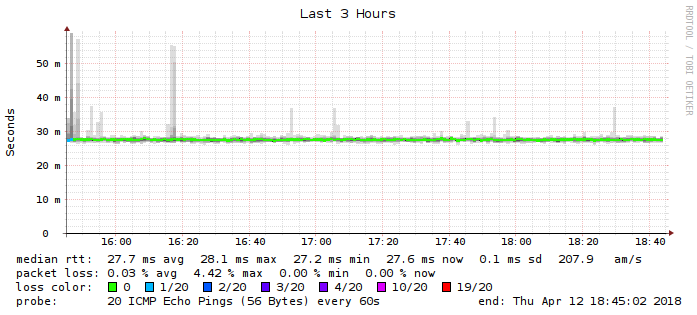 Last 3 Hours
RRDTOOL / TOBI OETIKER
Seconds
50 m
40 m
30 m
20 m
10 m
0
16:00 16:20 16:40 17:00 17:20 17:40 18:00 18:20 18:40
median rtt: 27.7 ms avg 28.1 ms max 27.2 ms min 27.6 ms now 0.1 ms sd 207.9 am/s
packet loss: 0.03 % avg 4.42 % max 0.00 % min 0.00 % now
loss color: 0 1/20 2/20 3/20 4/20 10/20 19/20
probe: 20 ICMP Echo Pings (56 Bytes) every 60s end: Thu Apr 12 18:45:02 2018